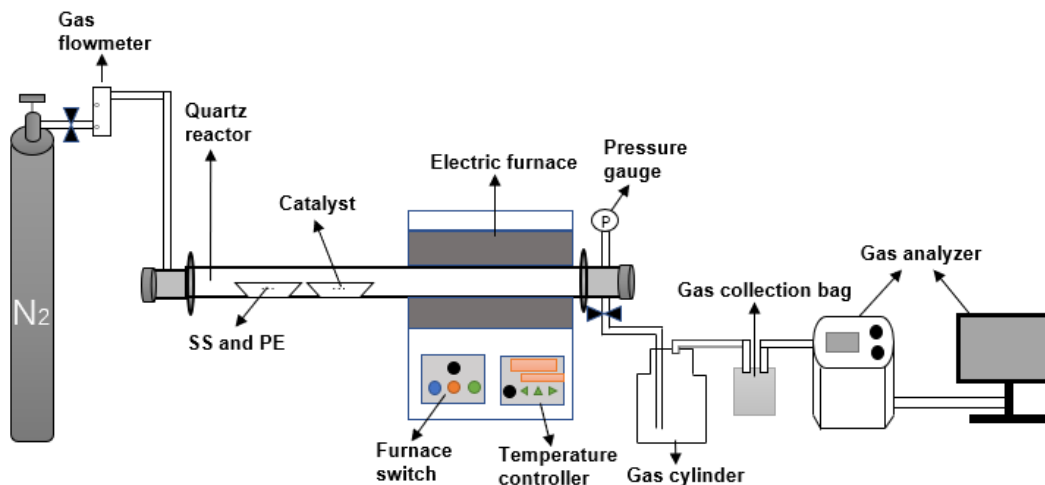 Gas
flowmeter
Quartz
reactor
Catalyst
Electric furnace
Pressure
gauge
P
Gas analyzer
Gas collection bag
N2
SS and PE
Furnace
switch
Temperature
controller
Gas cylinder